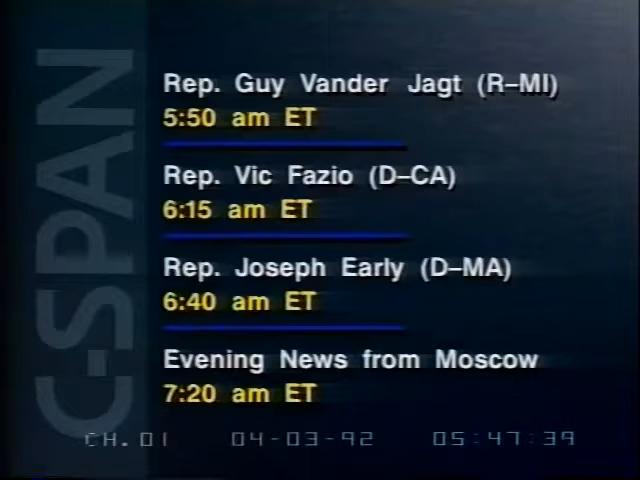 C-SPAN
Rep. Guy Vander Jagt (R-MI)
5:50 am ET
Rep. Vic Fazio (D-CA)
6:15 am ET
Rep. Joseph Early (D-MA)
6:40 am ET
Evening News from Moscow
7:20 am ET
CH.01 04-03-92 05:47:39